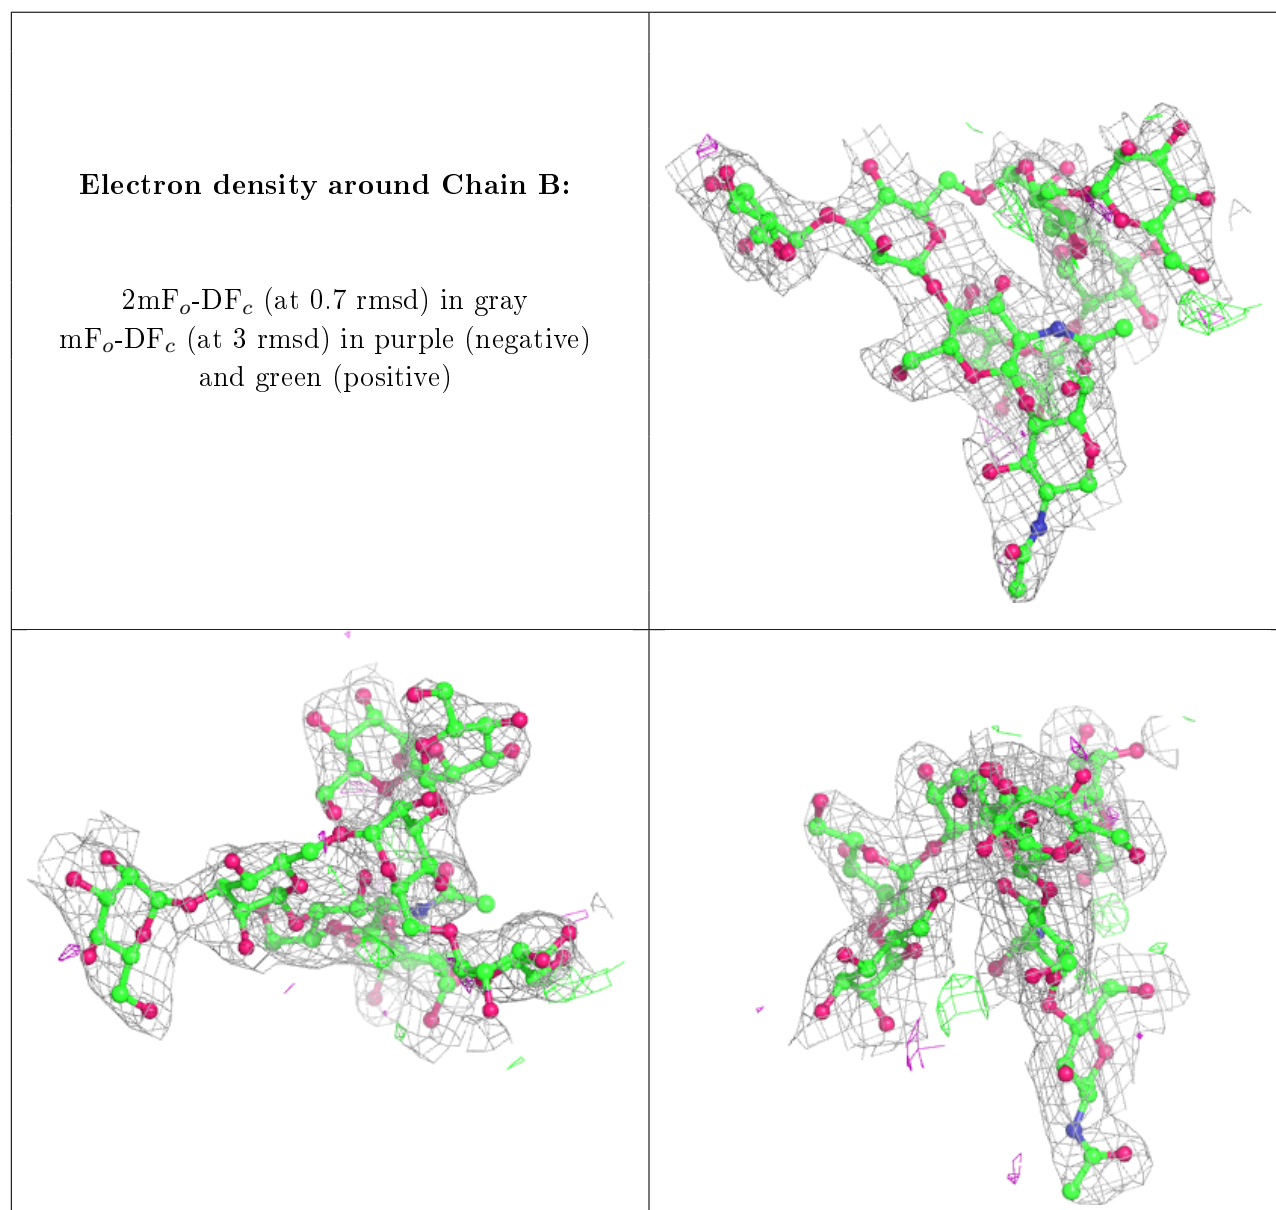 Electron density around Chain B:
2mFₒ-DF𝒸 (at 0.7 rmsd) in gray
mFₒ-DF𝒸 (at 3 rmsd) in purple (negative)
and green (positive)